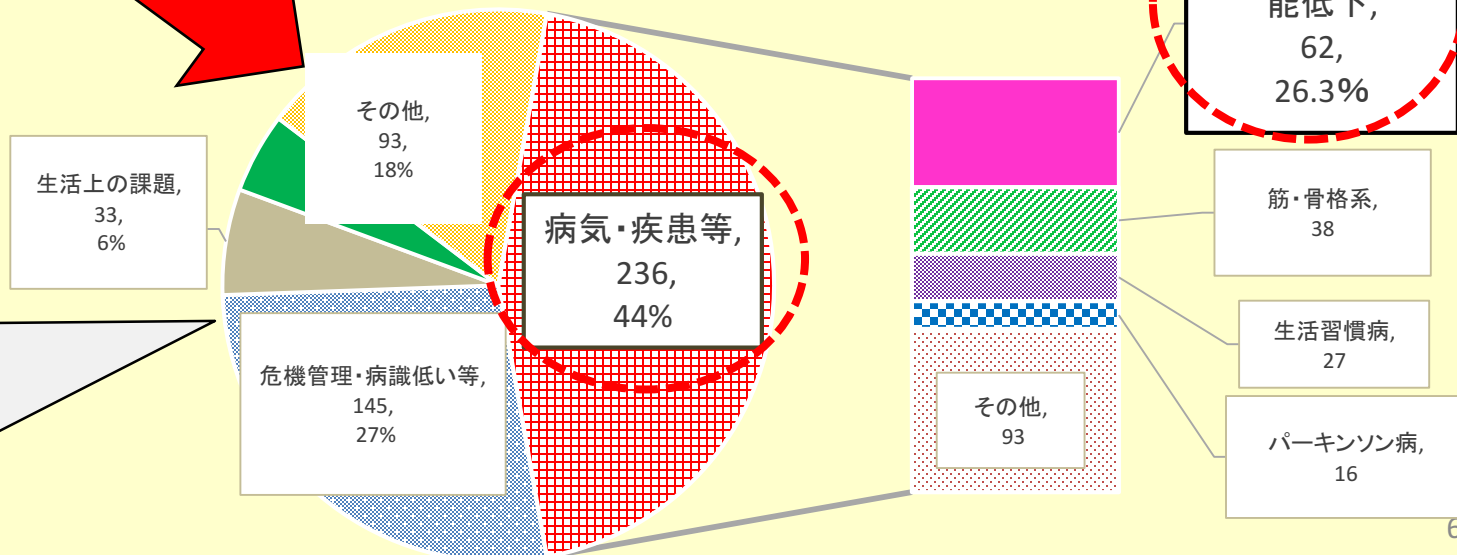 その他,
93,
18%
生活上の課題,
33,
6%
病気・疾患等,
236,
44%
危機管理・病識低い等,
145,
27%
能低下,
62,
26.3%
筋・骨格系,
38
生活習慣病,
27
その他,
93
パーキンソン病,
16
6